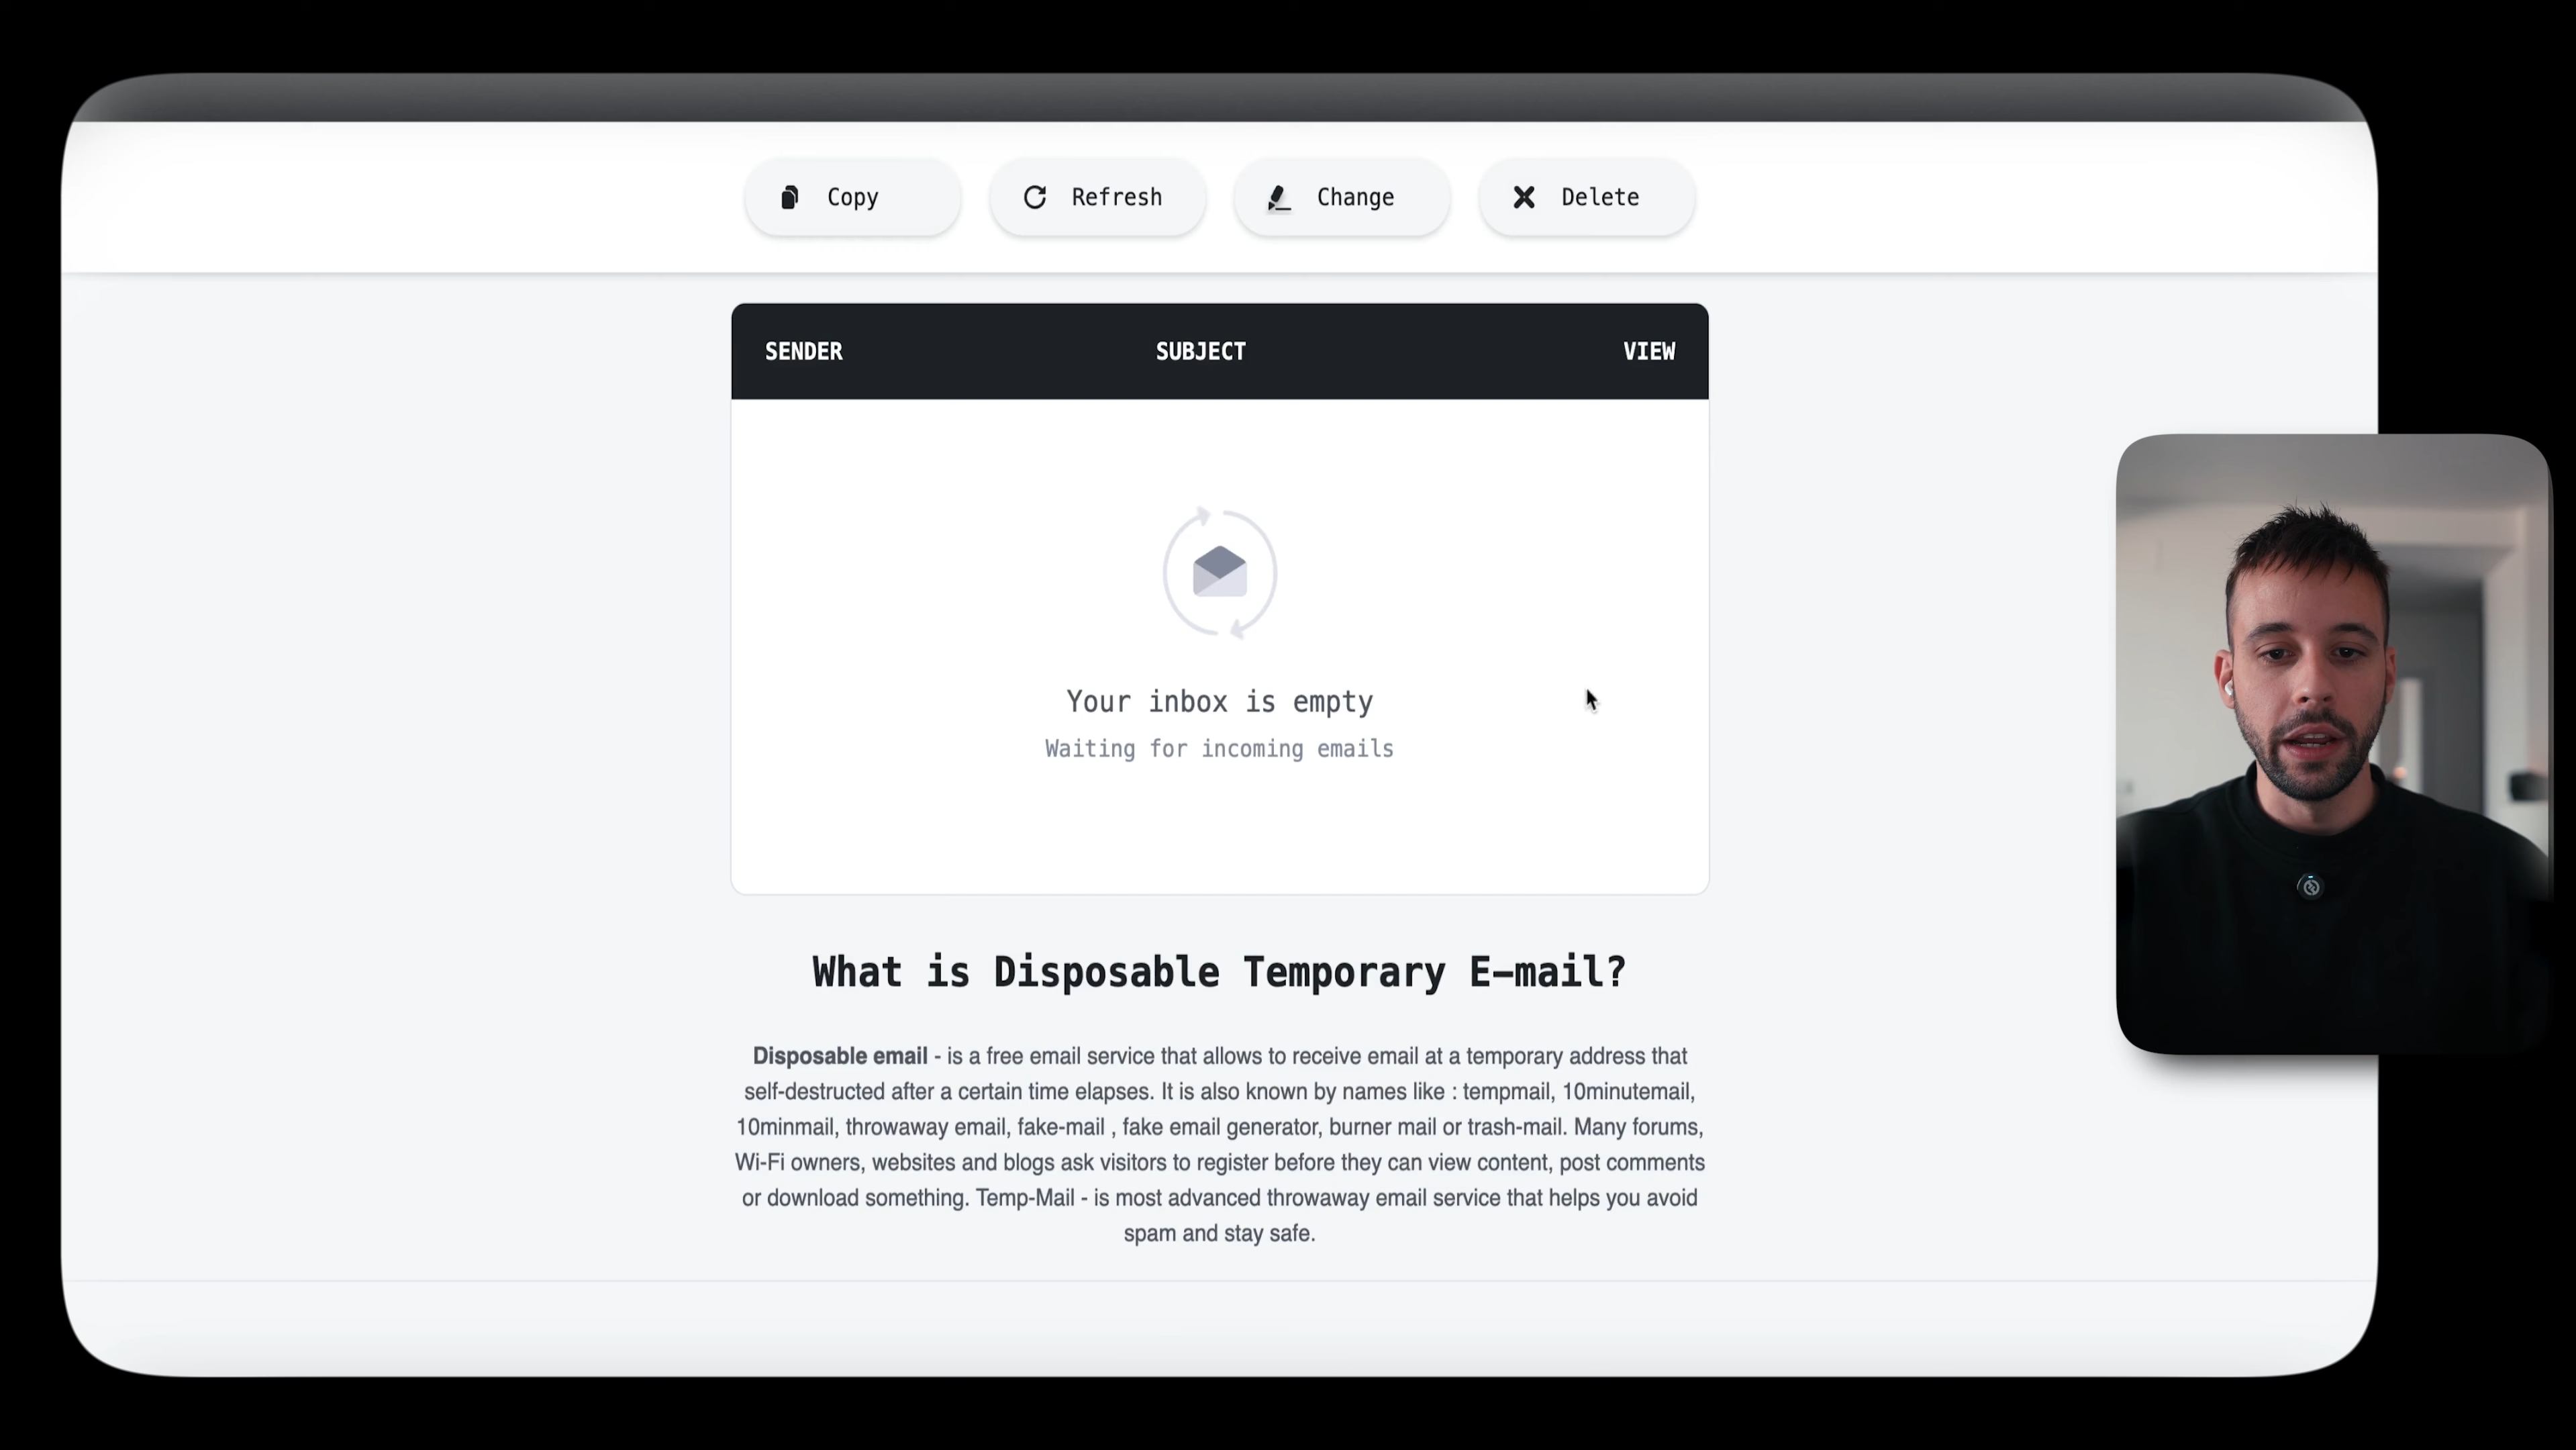 Copy Refresh Change Delete
SENDER SUBJECT VIEW
Your inbox is empty
Waiting for incoming emails
What is Disposable Temporary E-mail?
Disposable email - is a free email service that allows to receive email at a temporary address that
self-destructed after a certain time elapses. It is also known by names like : tempmail, 10minutemail,
10minmail, throwaway email, fake-mail , fake email generator, burner mail or trash-mail. Many forums,
Wi-Fi owners, websites and blogs ask visitors to register before they can view content, post comments
or download something. Temp-Mail - is most advanced throwaway email service that helps you avoid
spam and stay safe.